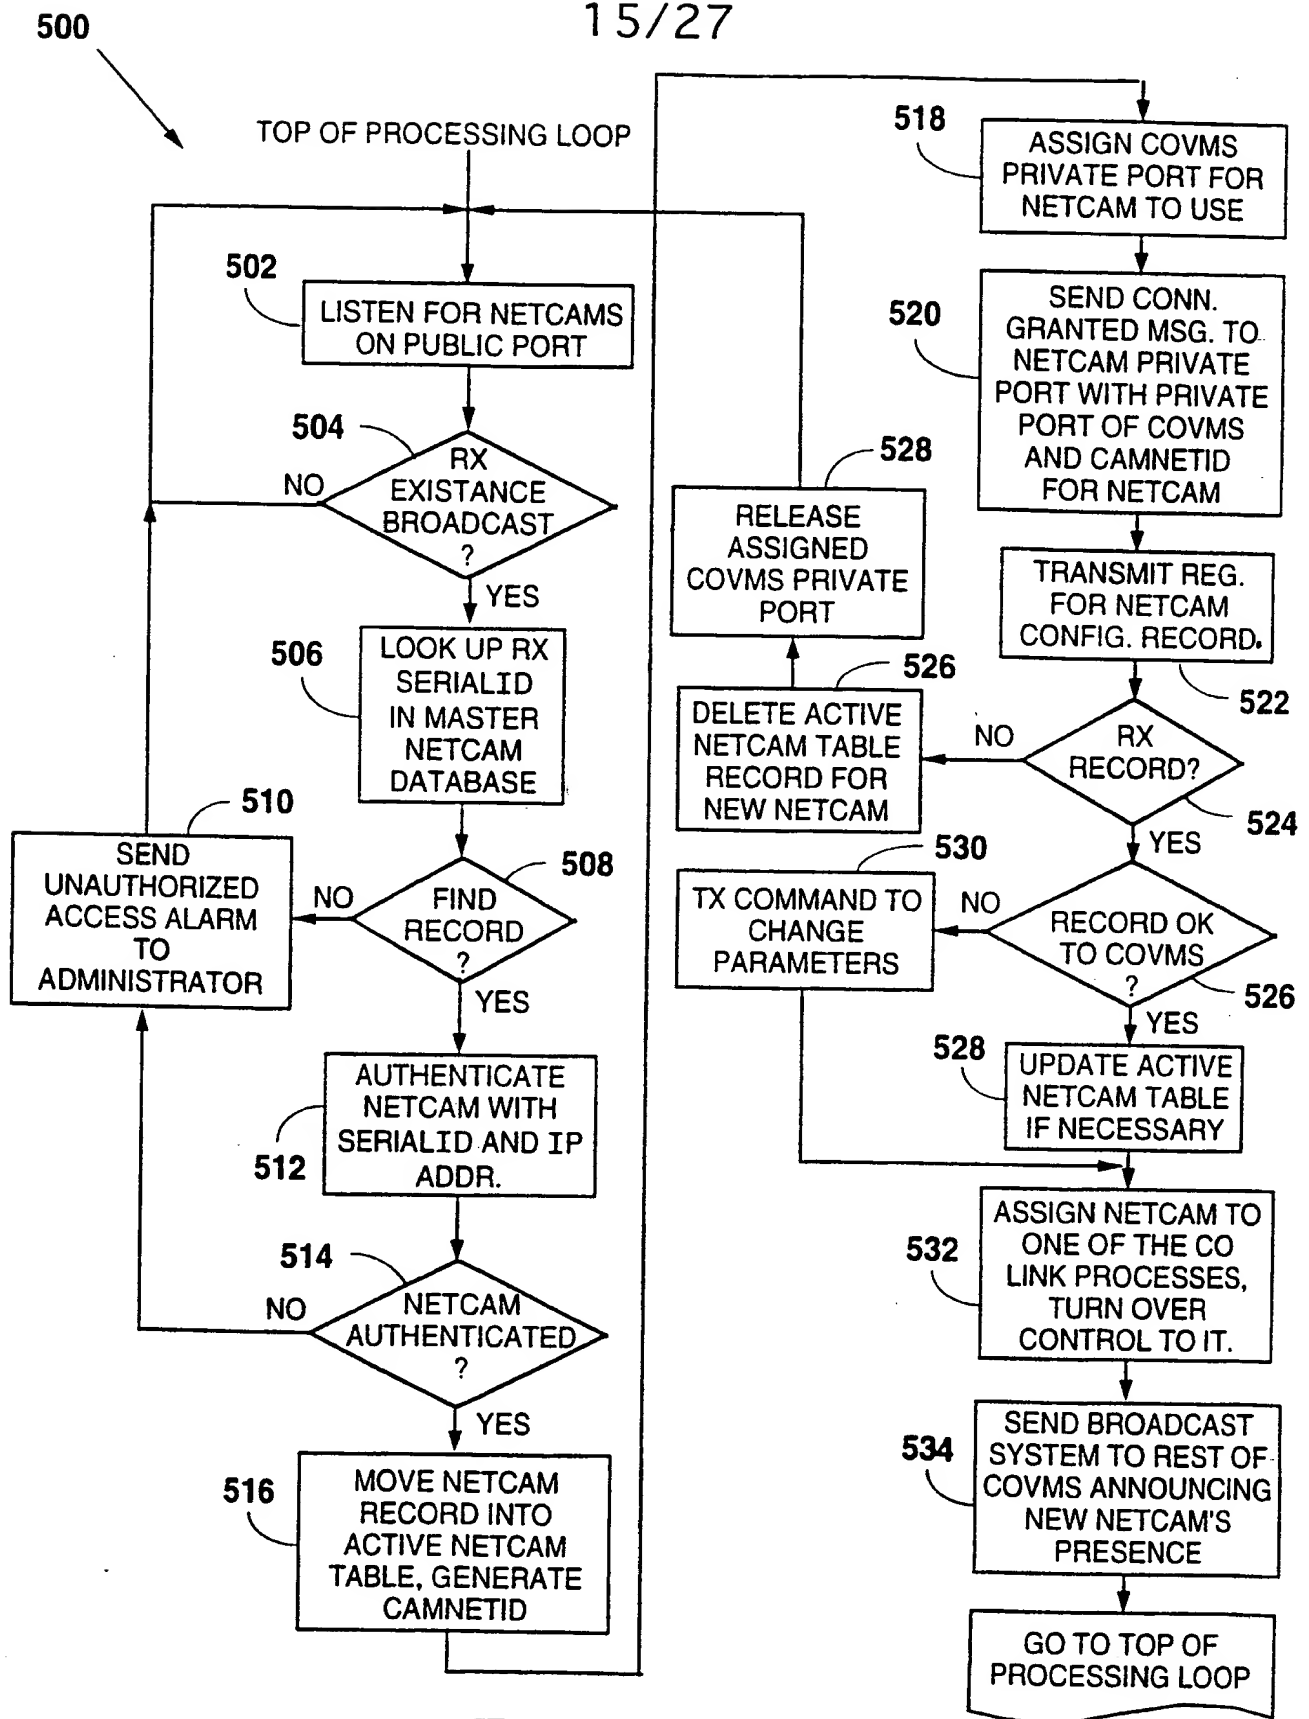 15/27
500
TOP OF PROCESSING LOOP
502
LISTEN FOR NETCAMS
ON PUBLIC PORT
504
RX
EXISTANCE
BROADCAST
?
NO
YES
506
LOOK UP RX
SERIALID
IN MASTER
NETCAM
DATABASE
508
FIND
RECORD
?
NO
YES
510
SEND
UNAUTHORIZED
ACCESS ALARM
TO
ADMINISTRATOR
512
AUTHENTICATE
NETCAM WITH
SERIALID AND IP
ADDR.
514
NETCAM
AUTHENTICATED
?
NO
YES
516
MOVE NETCAM
RECORD INTO
ACTIVE NETCAM
TABLE, GENERATE
CAMNETID
518
ASSIGN COVMS
PRIVATE PORT FOR
NETCAM TO USE
520
SEND CONN.
GRANTED MSG. TO
NETCAM PRIVATE
PORT WITH PRIVATE
PORT OF COVMS
AND CAMNETID
FOR NETCAM
TRANSMIT REG.
FOR NETCAM
CONFIG. RECORD.
522
RX
RECORD?
524
NO
YES
526
DELETE ACTIVE
NETCAM TABLE
RECORD FOR
NEW NETCAM
528
RELEASE
ASSIGNED
COVMS PRIVATE
PORT
RECORD OK
TO COVMS
?
526
NO
YES
530
TX COMMAND TO
CHANGE
PARAMETERS
528
UPDATE ACTIVE
NETCAM TABLE
IF NECESSARY
532
ASSIGN NETCAM TO
ONE OF THE CO
LINK PROCESSES,
TURN OVER
CONTROL TO IT.
534
SEND BROADCAST
SYSTEM TO REST OF
COVMS ANNOUNCING
NEW NETCAM'S
PRESENCE
GO TO TOP OF
PROCESSING LOOP